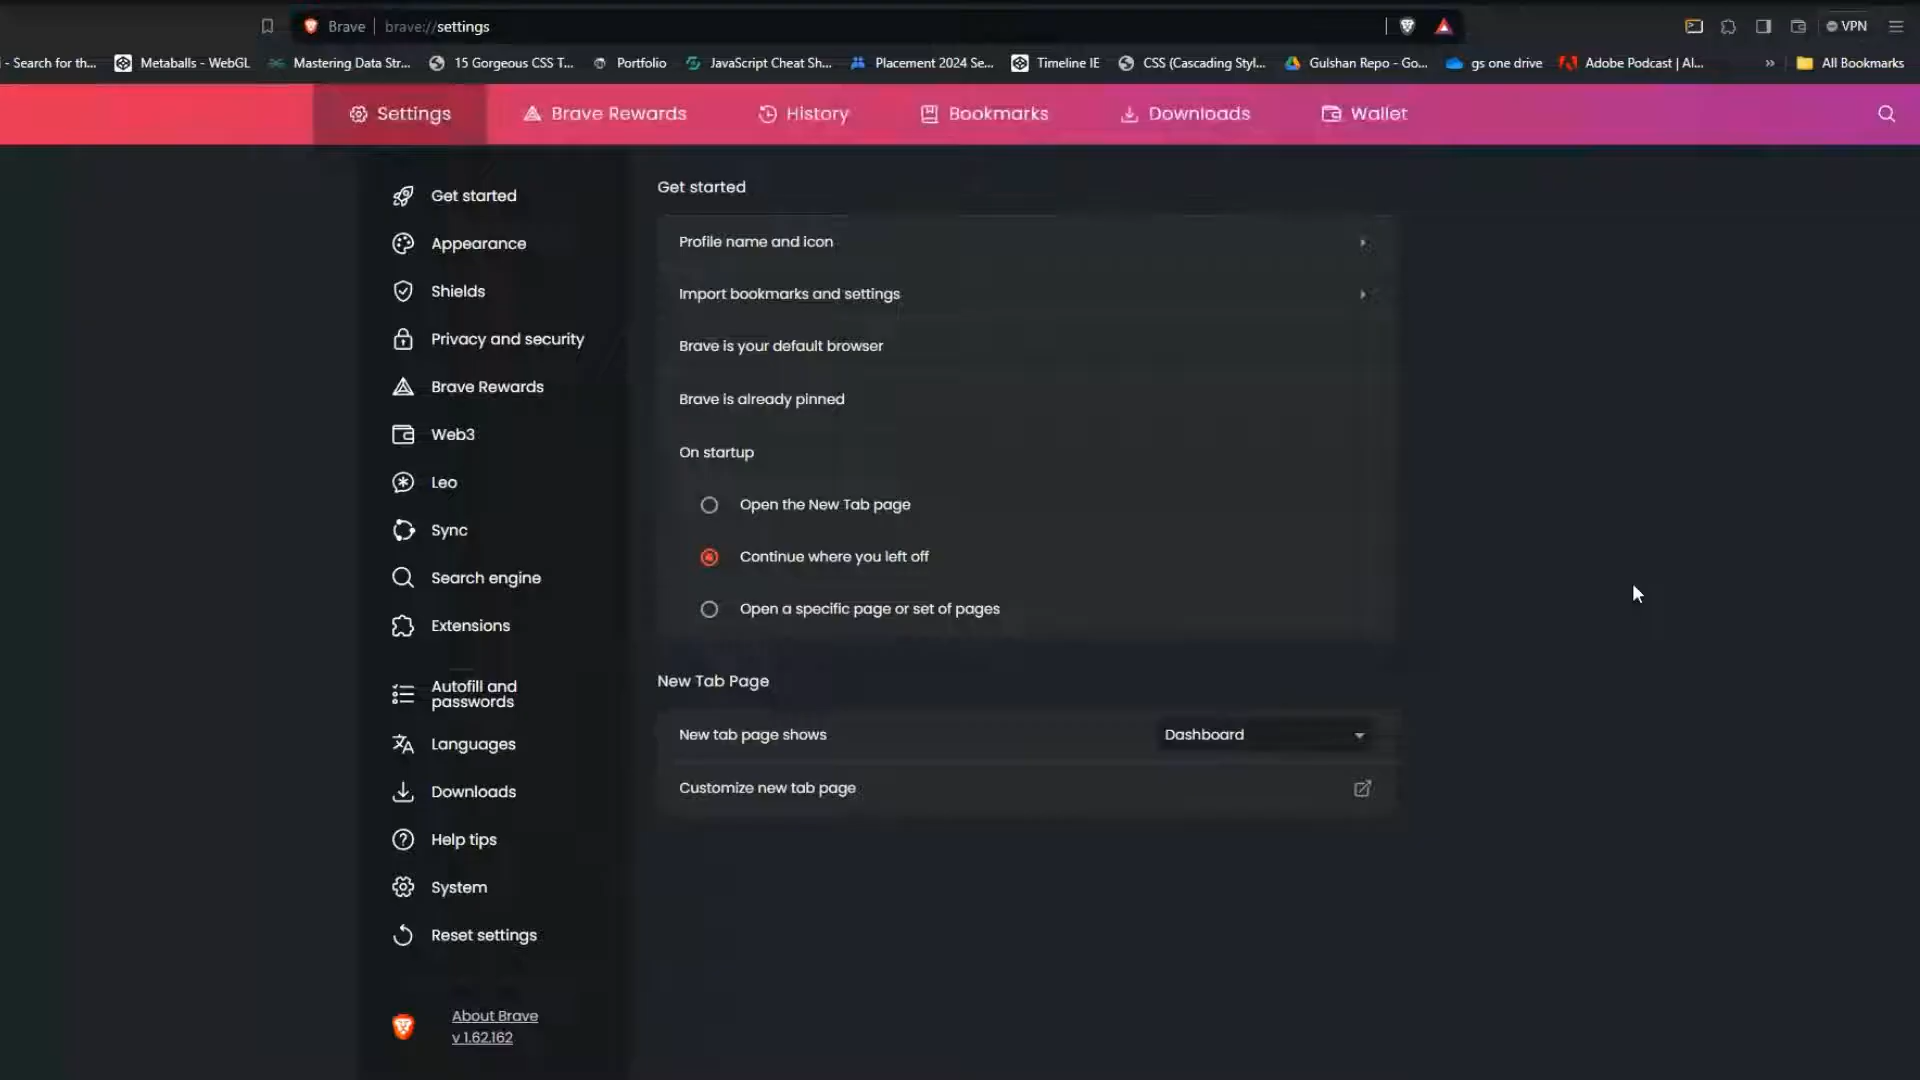 Brave brave://settings VPN
- Search for th... Metaballs - WebGL Mastering Data Str... 15 Gorgeous CSS T... Portfolio JavaScript Cheat Sh... Placement 2024 Se... Timeline IE CSS (Cascading Styl... Gulshan Repo - Go... gs one drive Adobe Podcast | AI... » All Bookmarks
Settings Brave Rewards History Bookmarks Downloads Wallet
Get started
Appearance
Shields
Privacy and security
Brave Rewards
Web3
Leo
Sync
Search engine
Extensions
Autofill and
passwords
Languages
Downloads
Help tips
System
Reset settings
About Brave
v 1.62.162
Get started
Profile name and icon
Import bookmarks and settings
Brave is your default browser
Brave is already pinned
On startup
Open the New Tab page
Continue where you left off
Open a specific page or set of pages
New Tab Page
New tab page shows Dashboard
Customize new tab page